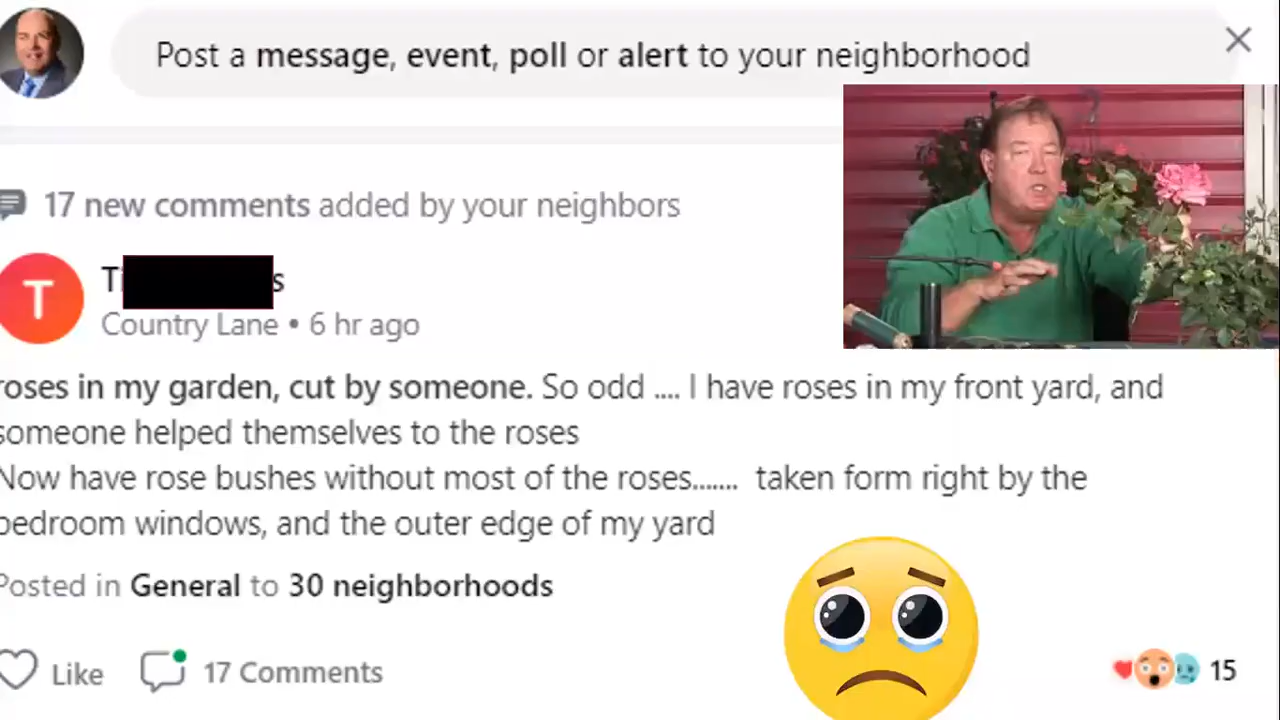 Post a message, event, poll or alert to your neighborhood
17 new comments added by your neighbors
T
Ti s
Country Lane • 6 hr ago
roses in my garden, cut by someone. So odd .... I have roses in my front yard, and
someone helped themselves to the roses
Now have rose bushes without most of the roses....... taken form right by the
bedroom windows, and the outer edge of my yard
Posted in General to 30 neighborhoods
Like 17 Comments 15